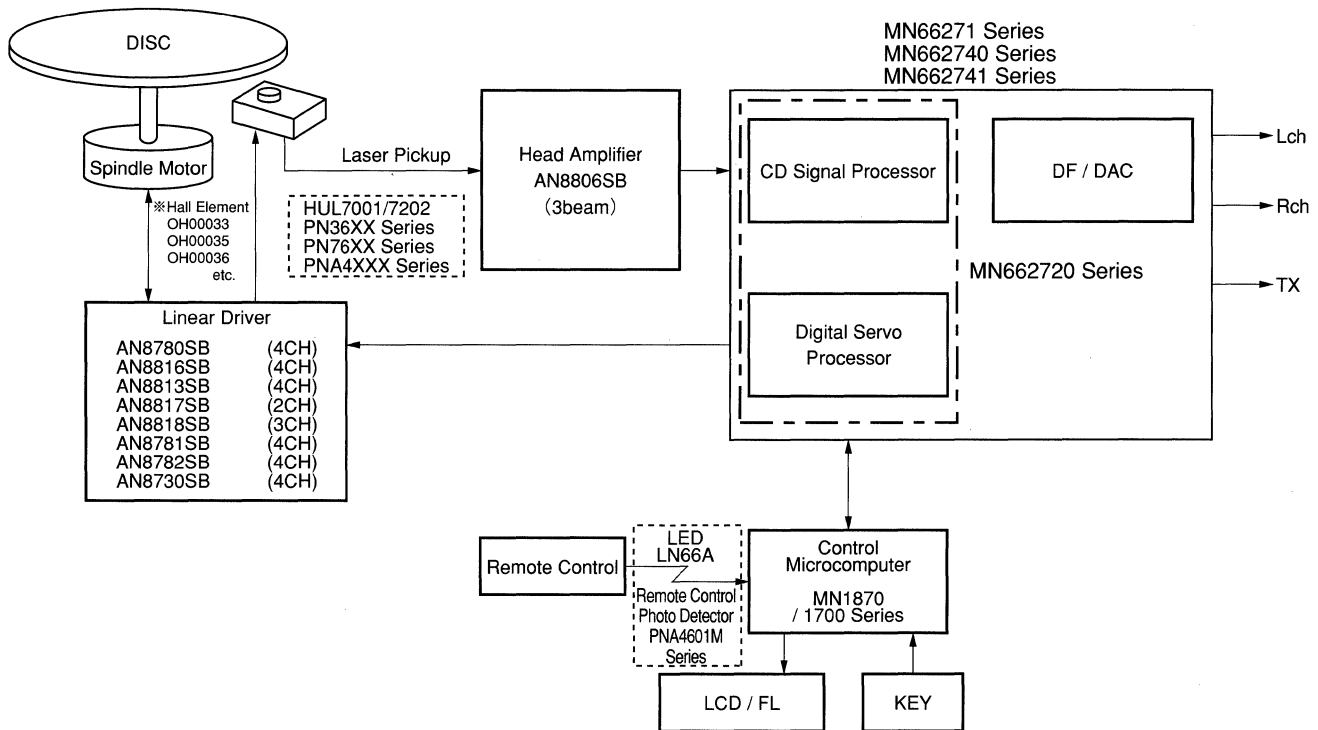 MN66271 Series
MN662740 Series
MN662741 Series
DISC
Spindle Motor
Laser Pickup
※Hall Element
OH00033
OH00035
OH00036
etc.
HUL7001/7202
PN36XX Series
PN76XX Series
PNA4XXX Series
Head Amplifier
AN8806SB
(3beam)
CD Signal Processor
DF / DAC
Lch
Rch
TX
MN662720 Series
Digital Servo
Processor
Linear Driver
AN8780SB (4CH)
AN8816SB (4CH)
AN8813SB (4CH)
AN8817SB (2CH)
AN8818SB (3CH)
AN8781SB (4CH)
AN8782SB (4CH)
AN8730SB (4CH)
Remote Control
LED
LN66A
Remote Control
Photo Detector
PNA4601M
Series
Control
Microcomputer
MN1870
/ 1700 Series
LCD / FL
KEY